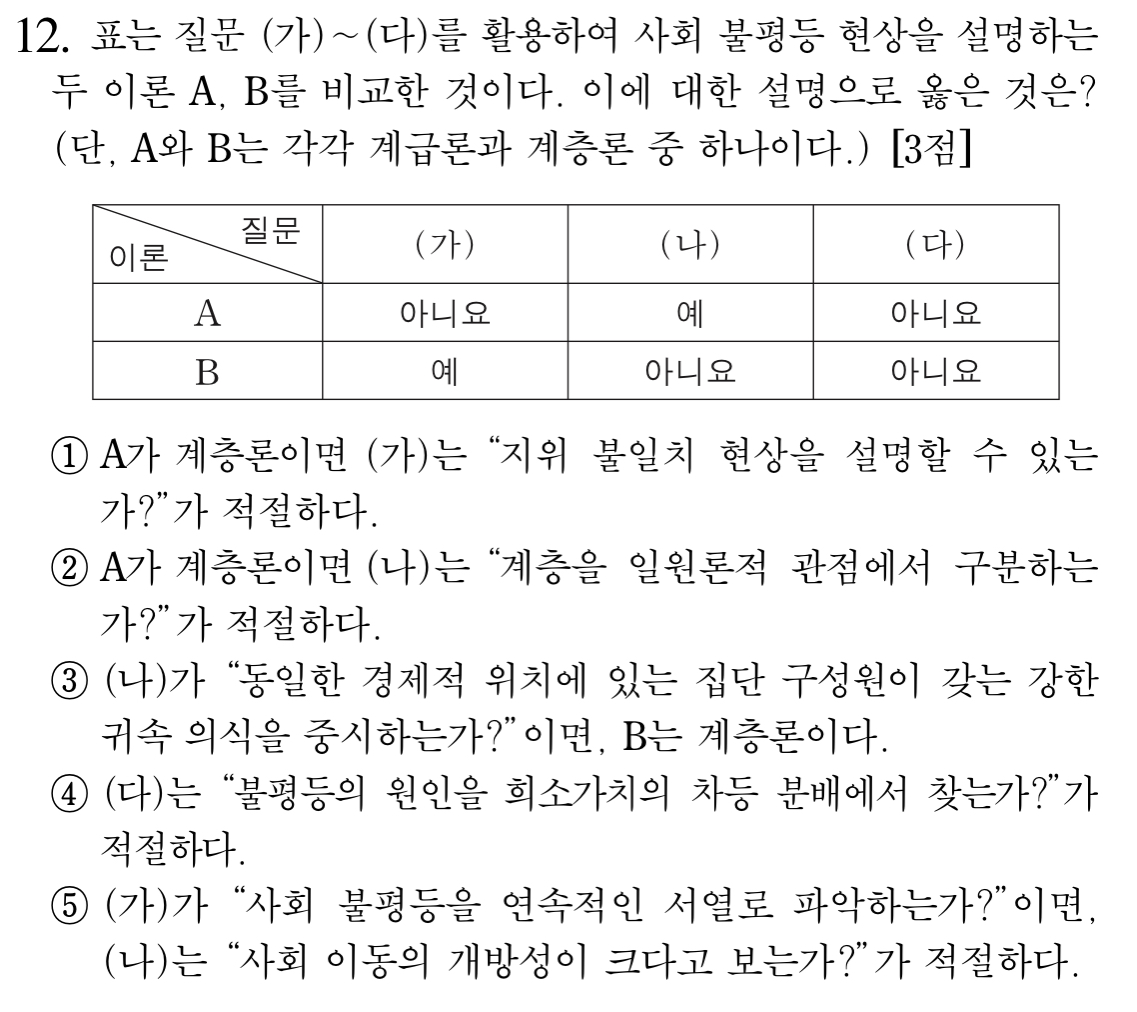 12. 표는 질문 (가)~(다)를 활용하여 사회 불평등 현상을 설명하는
두 이론 A, B를 비교한 것이다. 이에 대한 설명으로 옳은 것은?
(단, A와 B는 각각 계급론과 계층론 중 하나이다.) [3점]
이론 질문 (가) (나) (다)
A 아니요 예 아니요
B 예 아니요 아니요
① A가 계층론이면 (가)는 “지위 불일치 현상을 설명할 수 있는
가?”가 적절하다.
② A가 계층론이면 (나)는 “계층을 일원론적 관점에서 구분하는
가?”가 적절하다.
③ (나)가 “동일한 경제적 위치에 있는 집단 구성원이 갖는 강한
귀속 의식을 중시하는가?”이면, B는 계층론이다.
④ (다)는 “불평등의 원인을 희소가치의 차등 분배에서 찾는가?”가
적절하다.
⑤ (가)가 “사회 불평등을 연속적인 서열로 파악하는가?”이면,
(나)는 “사회 이동의 개방성이 크다고 보는가?”가 적절하다.